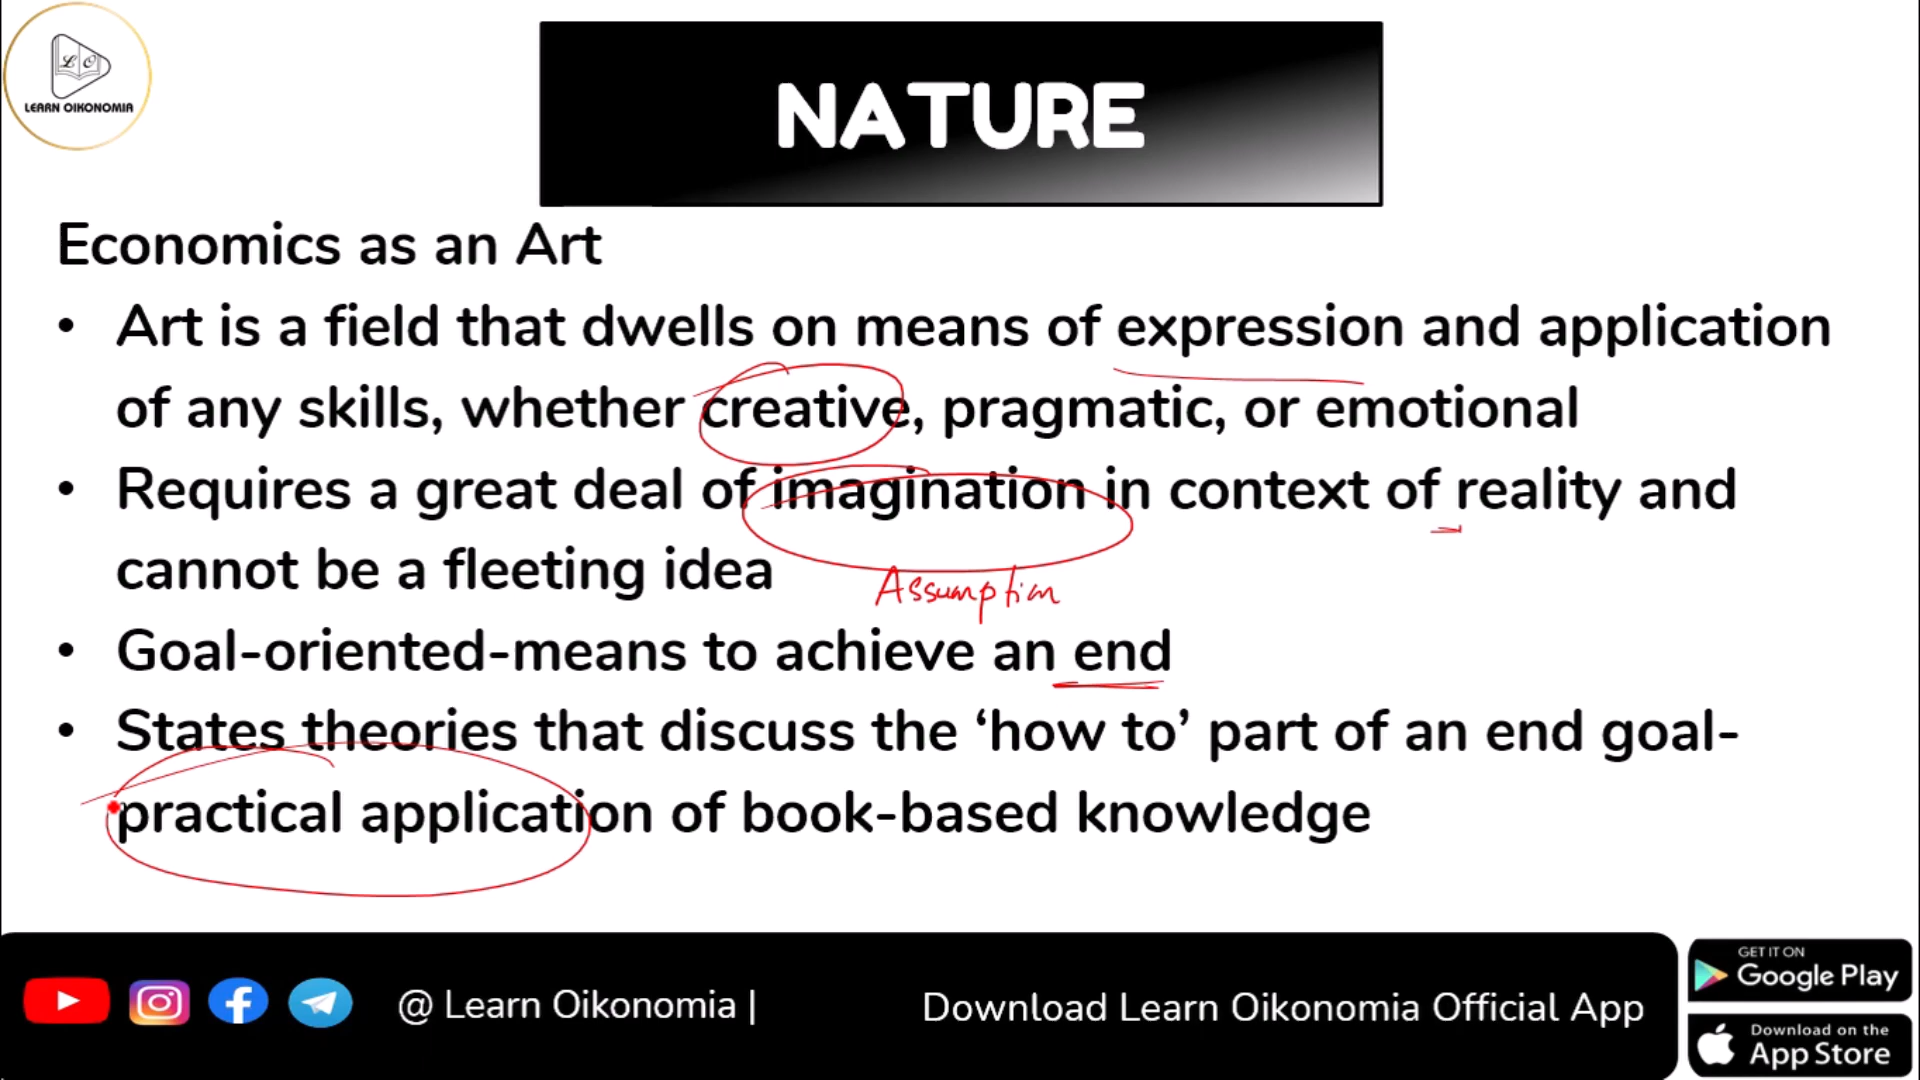 LO
LEARN OIKONOMIA
NATURE
Economics as an Art
• Art is a field that dwells on means of expression and application
of any skills, whether creative, pragmatic, or emotional
• Requires a great deal of imagination in context of reality and
cannot be a fleeting idea
Assumption
• Goal-oriented-means to achieve an end
• States theories that discuss the ‘how to’ part of an end goal-
practical application of book-based knowledge
@ Learn Oikonomia |
Download Learn Oikonomia Official App
GET IT ON
Google Play
Download on the
App Store